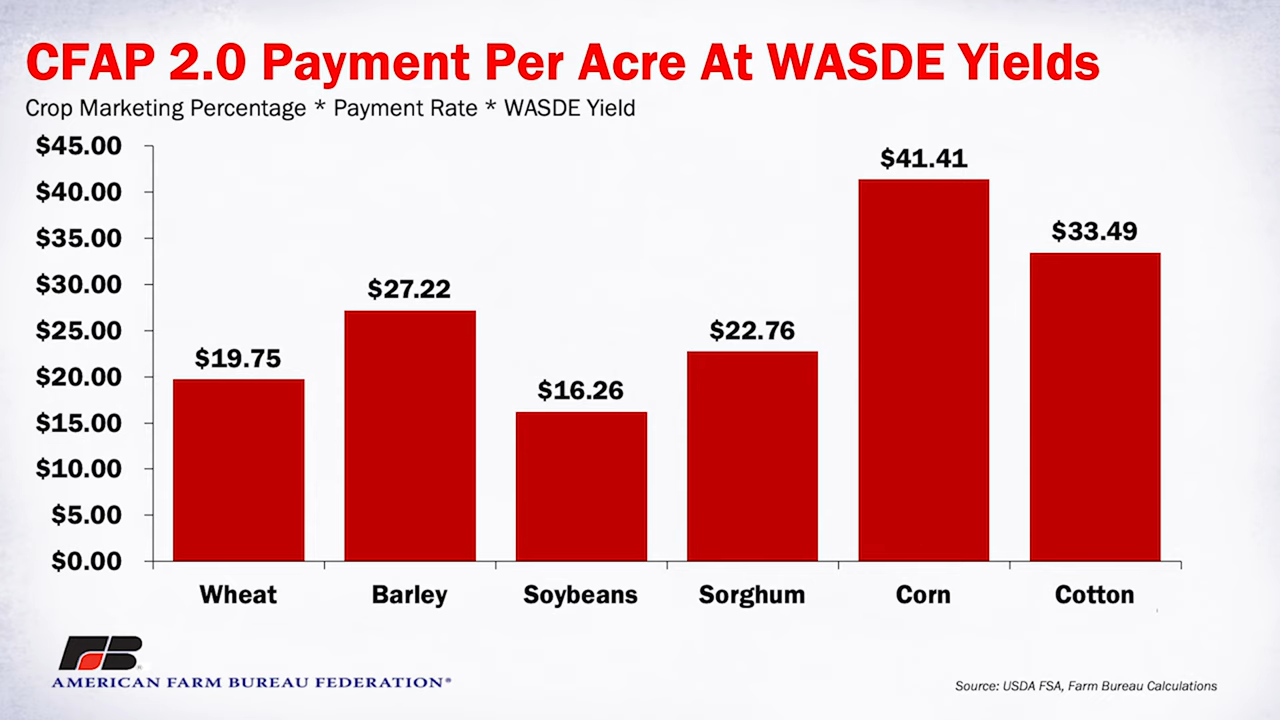 CFAP 2.0 Payment Per Acre At WASDE Yields
Crop Marketing Percentage * Payment Rate * WASDE Yield
$45.00
$40.00
$35.00
$30.00
$25.00
$20.00
$15.00
$10.00
$5.00
$0.00
$19.75
$27.22
$16.26
$22.76
$41.41
$33.49
Wheat Barley Soybeans Sorghum Corn Cotton
FB®
AMERICAN FARM BUREAU FEDERATION®
Source: USDA FSA, Farm Bureau Calculations